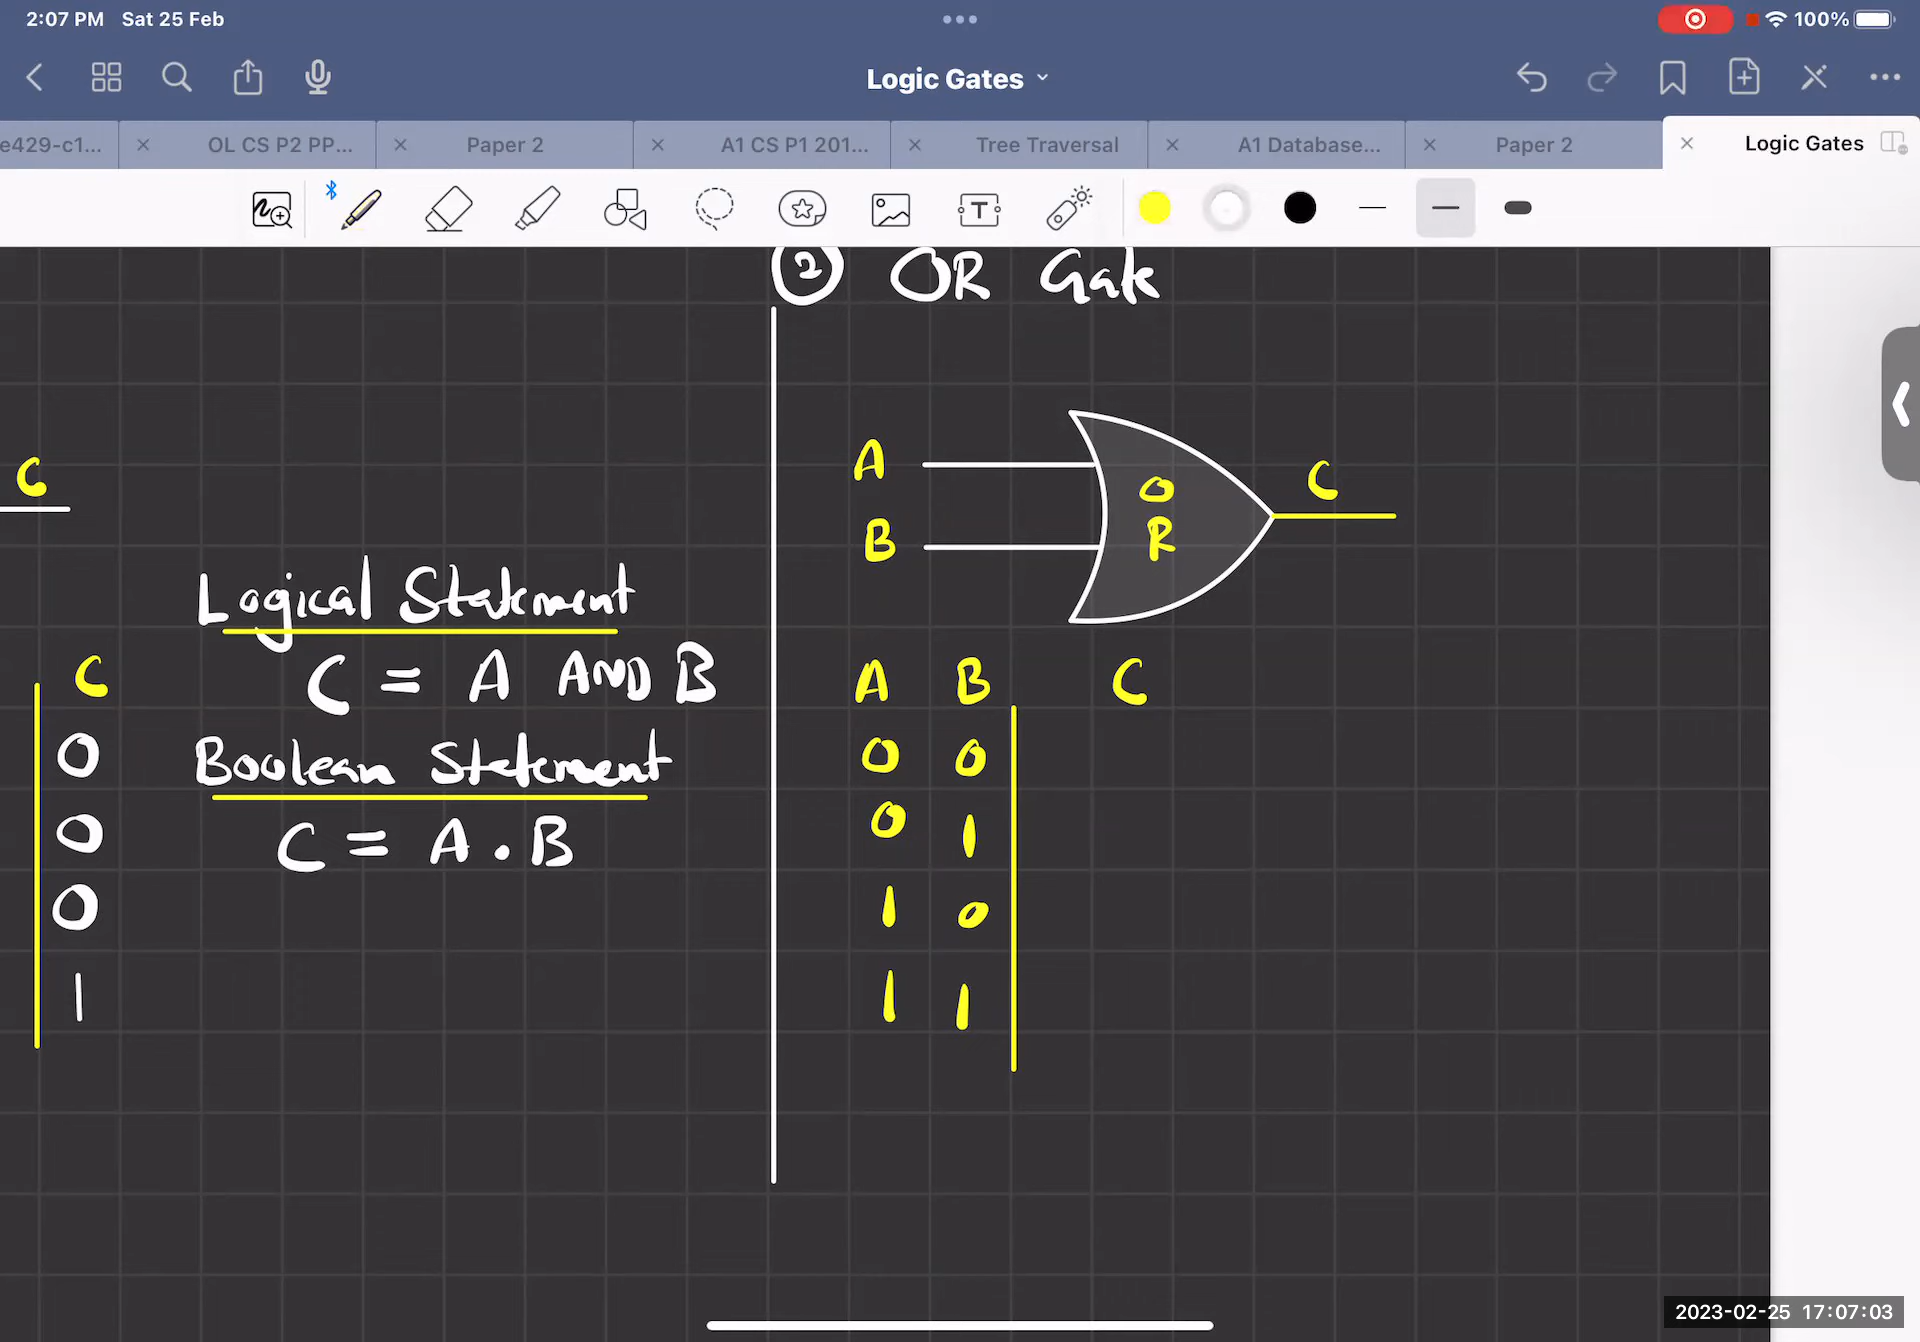 2:07 PM Sat 25 Feb
100%
Logic Gates
e429-c1...
OL CS P2 PP...
Paper 2
A1 CS P1 201...
Tree Traversal
A1 Database...
Paper 2
Logic Gates
② OR Gate
C
A
B
O
R
C
Logical Statement
C = A AND B
Boolean Statement
C = A . B
C
0
0
0
1
A B C
0 0
0 1
1 0
1 1
2023-02-25 17:07:03